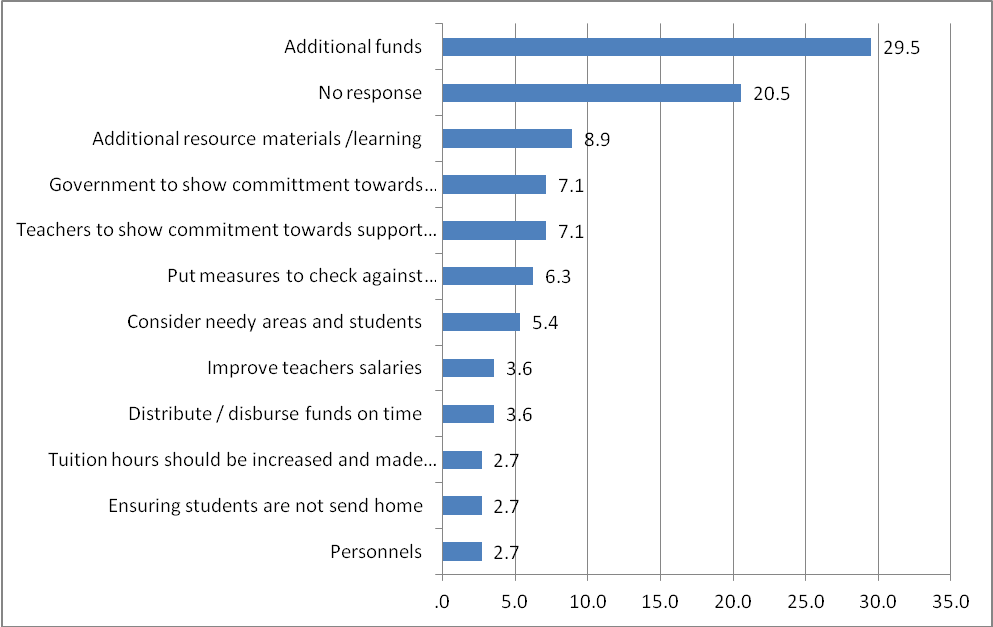 Additional funds 29.5
No response 20.5
Additional resource materials /learning 8.9
Government to show committment towards... 7.1
Teachers to show commitment towards support... 7.1
Put measures to check against... 6.3
Consider needy areas and students 5.4
Improve teachers salaries 3.6
Distribute / disburse funds on time 3.6
Tuition hours should be increased and made... 2.7
Ensuring students are not send home 2.7
Personnels 2.7
.0 5.0 10.0 15.0 20.0 25.0 30.0 35.0